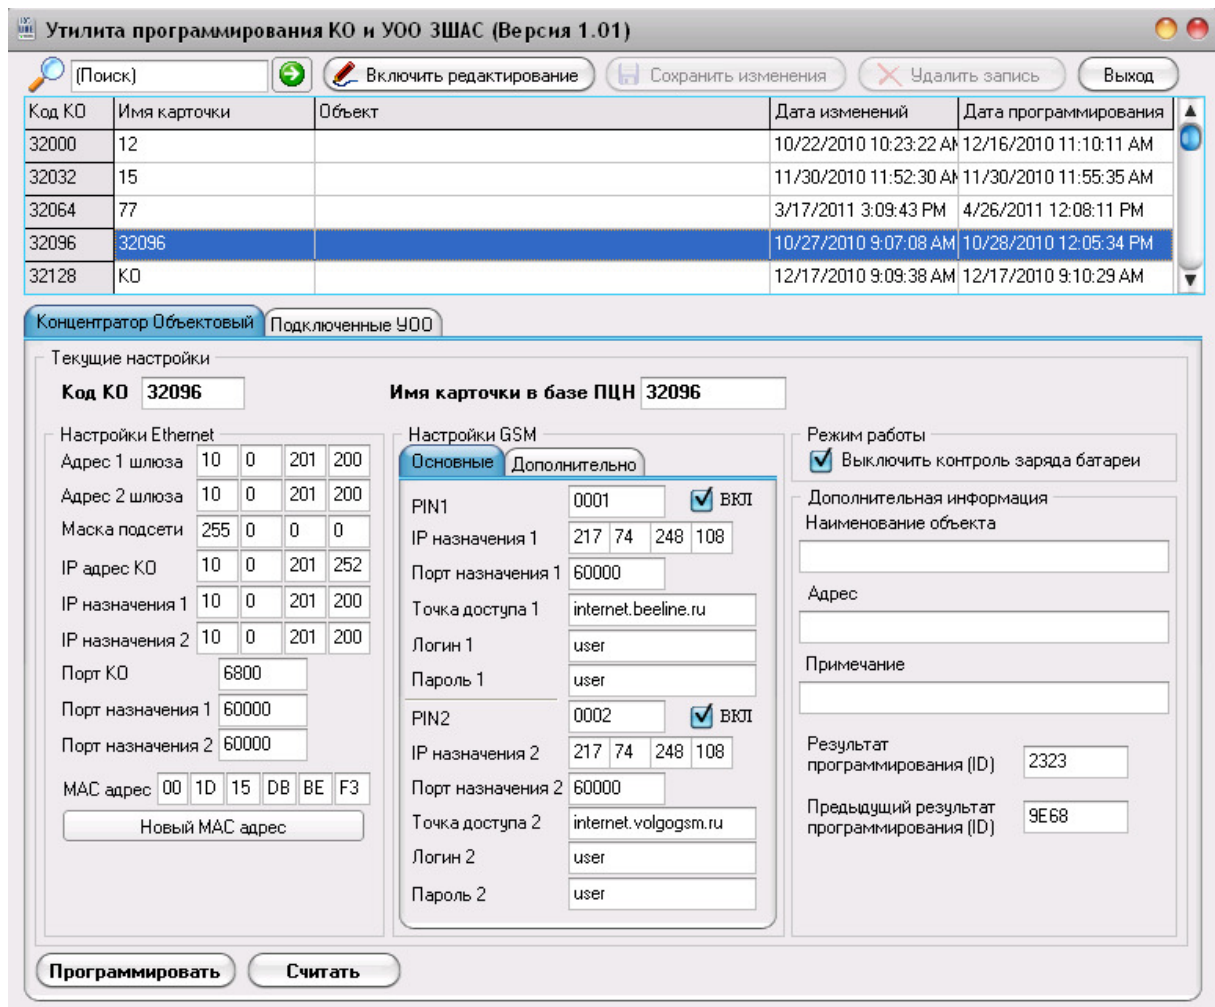 Утилита программирования КО и УОО ЗШАС (Версия 1.01)
(Поиск) Включить редактирование Сохранить изменения Удалить запись Выход
Код КО Имя карточки Объект Дата изменений Дата программирования
32000 12 10/22/2010 10:23:22 AM 12/16/2010 11:10:11 AM
32032 15 11/30/2010 11:52:30 AM 11/30/2010 11:55:35 AM
32064 77 3/17/2011 3:09:43 PM 4/26/2011 12:08:11 PM
32096 32096 10/27/2010 9:07:08 AM 10/28/2010 12:05:34 PM
32128 КО 12/17/2010 9:09:38 AM 12/17/2010 9:10:29 AM
Концентратор Объектовый Подключенные УОО
Текущие настройки
Код КО 32096 Имя карточки в базе ПЦН 32096
Настройки Ethernet
Адрес 1 шлюза 10 0 201 200
Адрес 2 шлюза 10 0 201 200
Маска подсети 255 0 0 0
IP адрес КО 10 0 201 252
IP назначения 1 10 0 201 200
IP назначения 2 10 0 201 200
Порт КО 6800
Порт назначения 1 60000
Порт назначения 2 60000
MAC адрес 00 1D 15 DB BE F3
Новый MAC адрес
Настройки GSM
Основные Дополнительно
PIN1 0001 ВКЛ
IP назначения 1 217 74 248 108
Порт назначения 1 60000
Точка доступа 1 internet.beeline.ru
Логин 1 user
Пароль 1 user
PIN2 0002 ВКЛ
IP назначения 2 217 74 248 108
Порт назначения 2 60000
Точка доступа 2 internet.volgogsm.ru
Логин 2 user
Пароль 2 user
Режим работы
Выключить контроль заряда батареи
Дополнительная информация
Наименование объекта
Адрес
Примечание
Результат
программирования (ID) 2323
Предыдущий результат
программирования (ID) 9E68
Программировать Считать